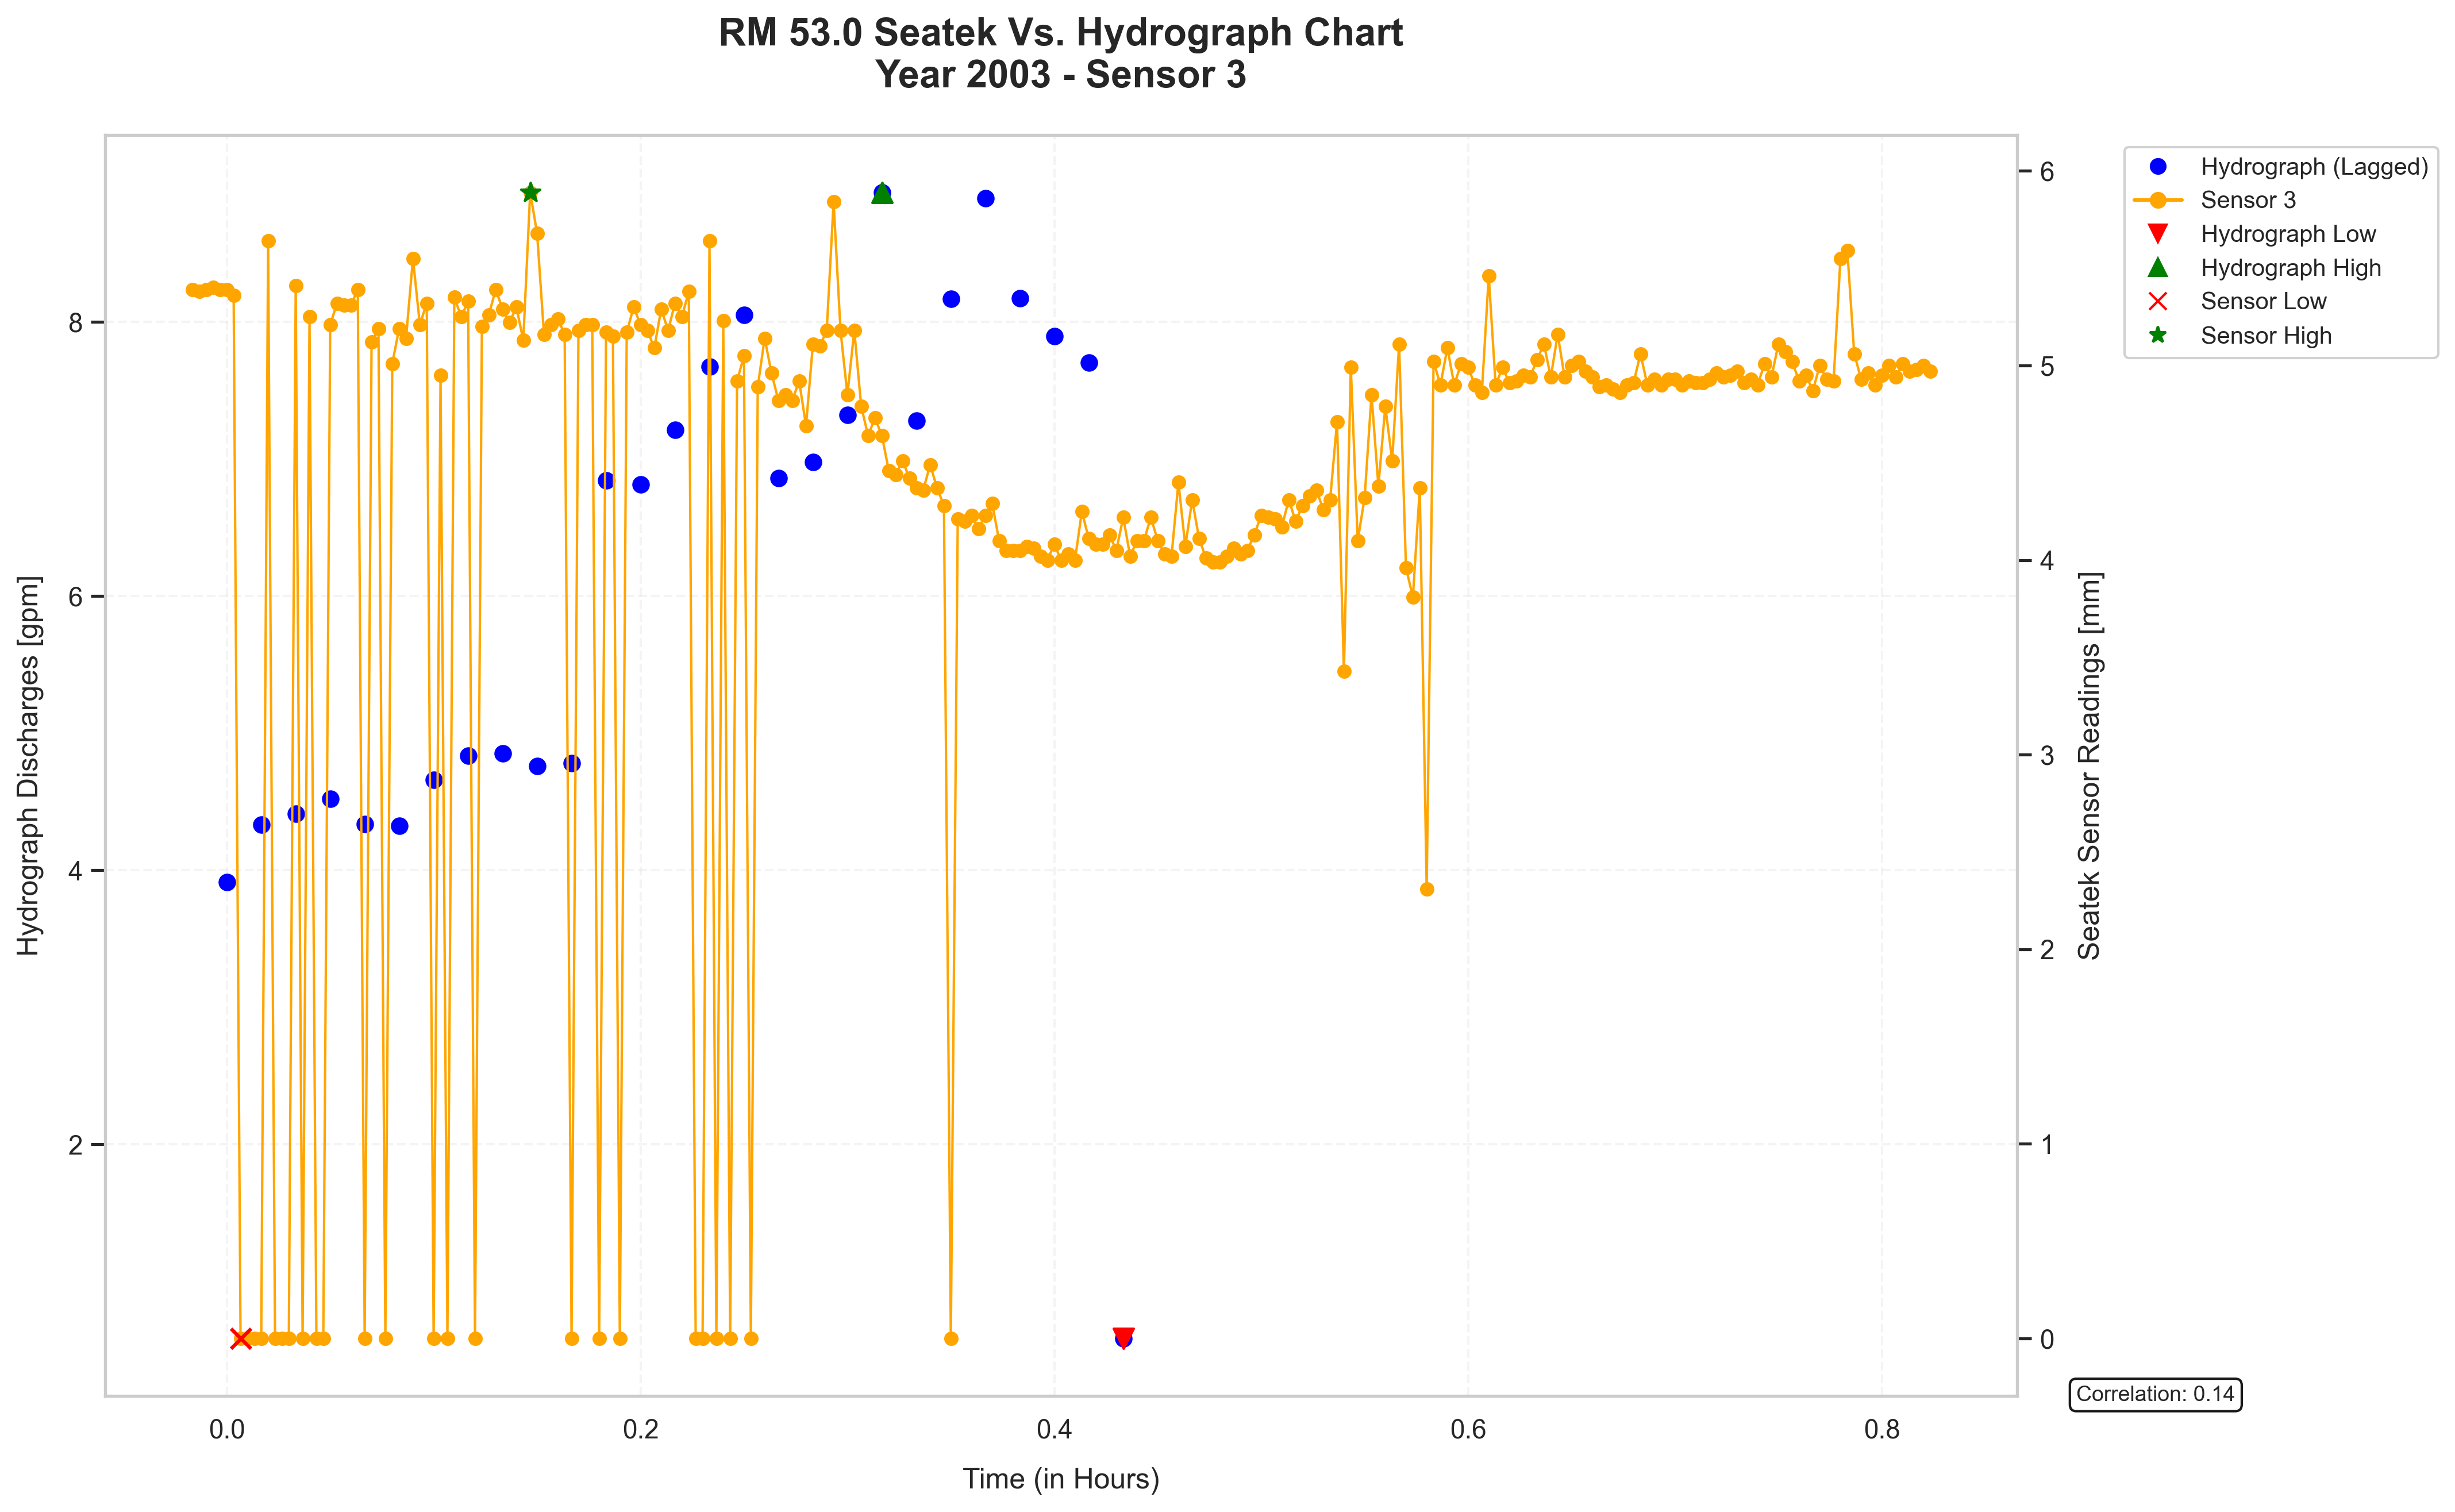 RM 53.0 Seatek Vs. Hydrograph Chart
Year 2003 - Sensor 3
Hydrograph (Lagged)
Sensor 3
Hydrograph Low
Hydrograph High
Sensor Low
Sensor High
Hydrograph Discharges [gpm]
8
6
4
2
Seatek Sensor Readings [mm]
6
5
4
3
2
1
0
0.0
0.2
0.4
0.6
0.8
Time (in Hours)
Correlation: 0.14